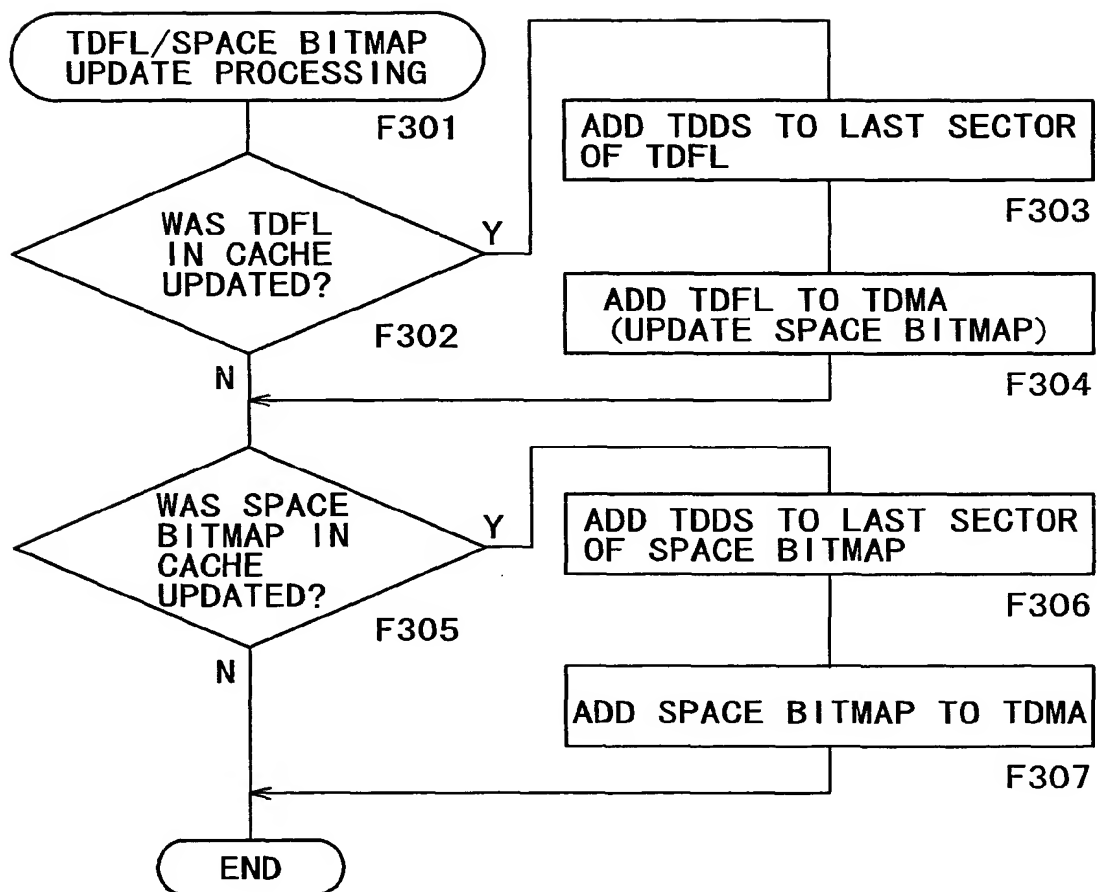 TDFL/SPACE BITMAP
UPDATE PROCESSING
F301
WAS TDFL
IN CACHE
UPDATED?
Y
F302
N
ADD TDDS TO LAST SECTOR
OF TDFL
F303
ADD TDFL TO TDMA
(UPDATE SPACE BITMAP)
F304
WAS SPACE
BITMAP IN
CACHE
UPDATED?
Y
F305
N
ADD TDDS TO LAST SECTOR
OF SPACE BITMAP
F306
ADD SPACE BITMAP TO TDMA
F307
END